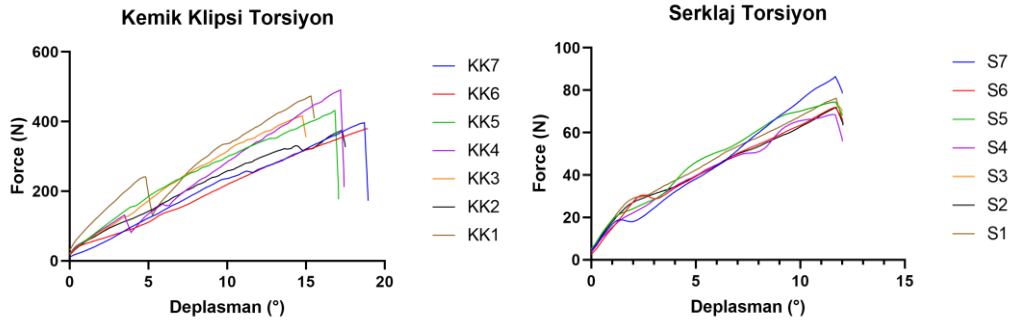 Kemik Klipsi Torsiyon
600
400
200
0
Force (N)
0
5
10
15
20
Deplasman (°)
KK7
KK6
KK5
KK4
KK3
KK2
KK1
Serklaj Torsiyon
100
80
60
40
20
0
Force (N)
0
5
10
15
Deplasman (°)
S7
S6
S5
S4
S3
S2
S1